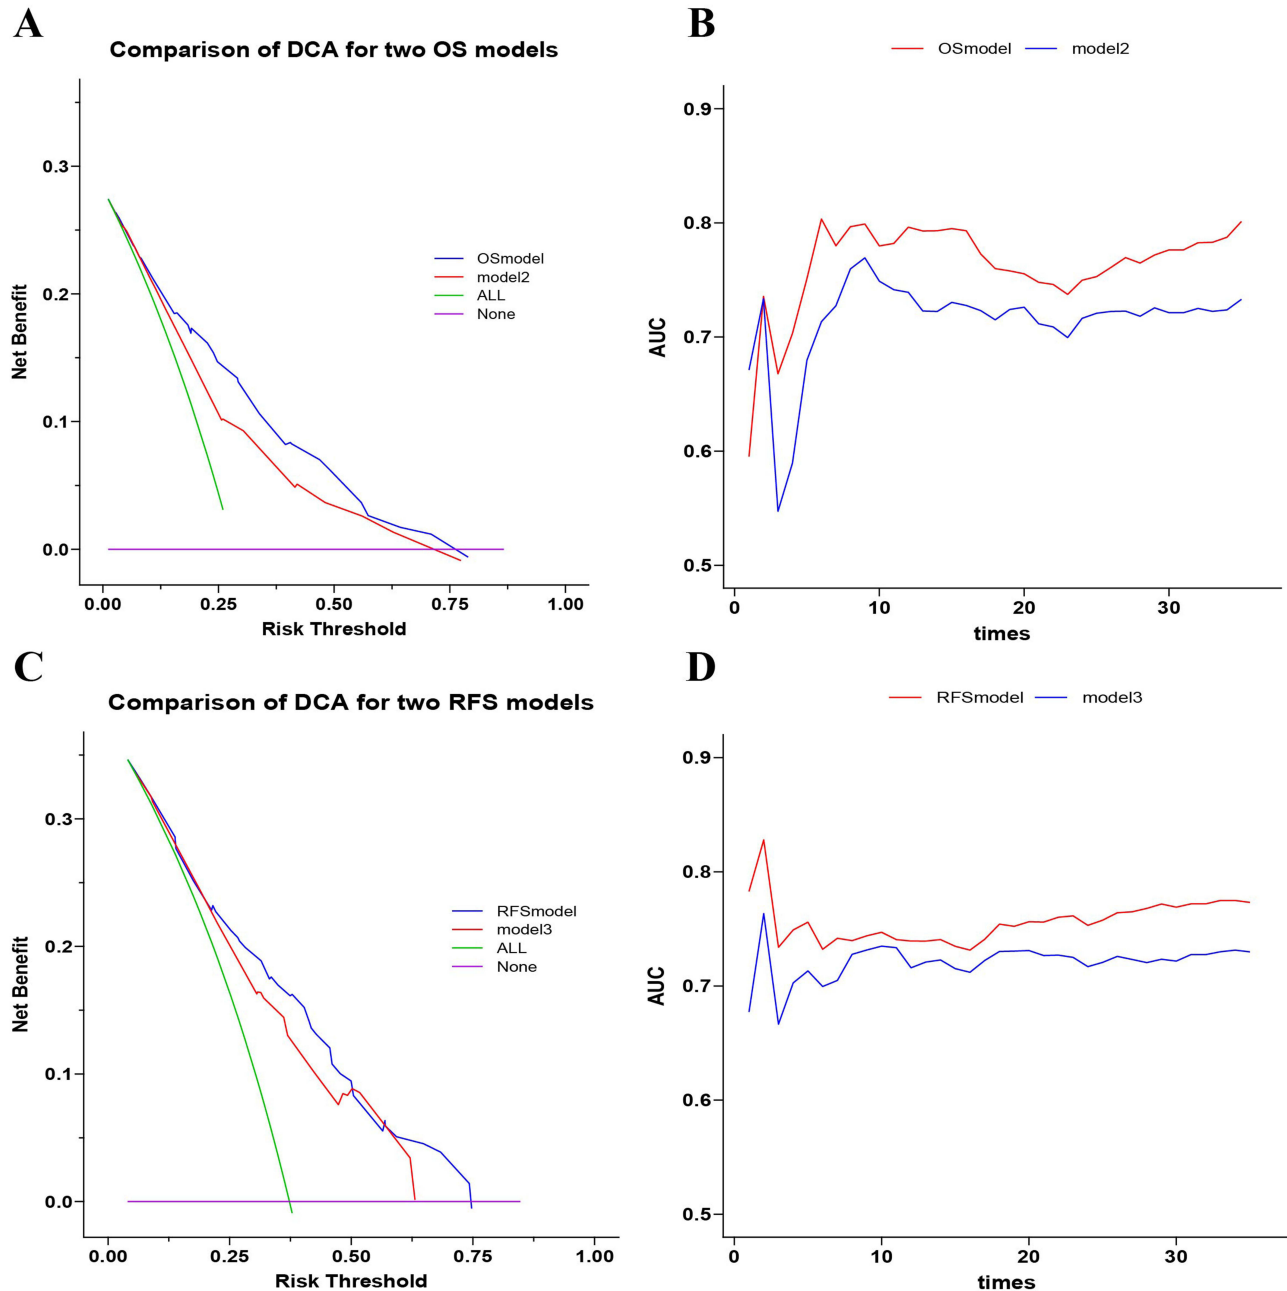 A
Comparison of DCA for two OS models
Net Benefit
0.3
0.2
0.1
0.0
OSmodel
model2
ALL
None
0.00 0.25 0.50 0.75 1.00
Risk Threshold
B
OSmodel model2
AUC
0.9
0.8
0.7
0.6
0.5
0 10 20 30
times
C
Comparison of DCA for two RFS models
Net Benefit
0.3
0.2
0.1
0.0
RFSmodel
model3
ALL
None
0.00 0.25 0.50 0.75 1.00
Risk Threshold
D
RFSmodel model3
AUC
0.9
0.8
0.7
0.6
0.5
0 10 20 30
times